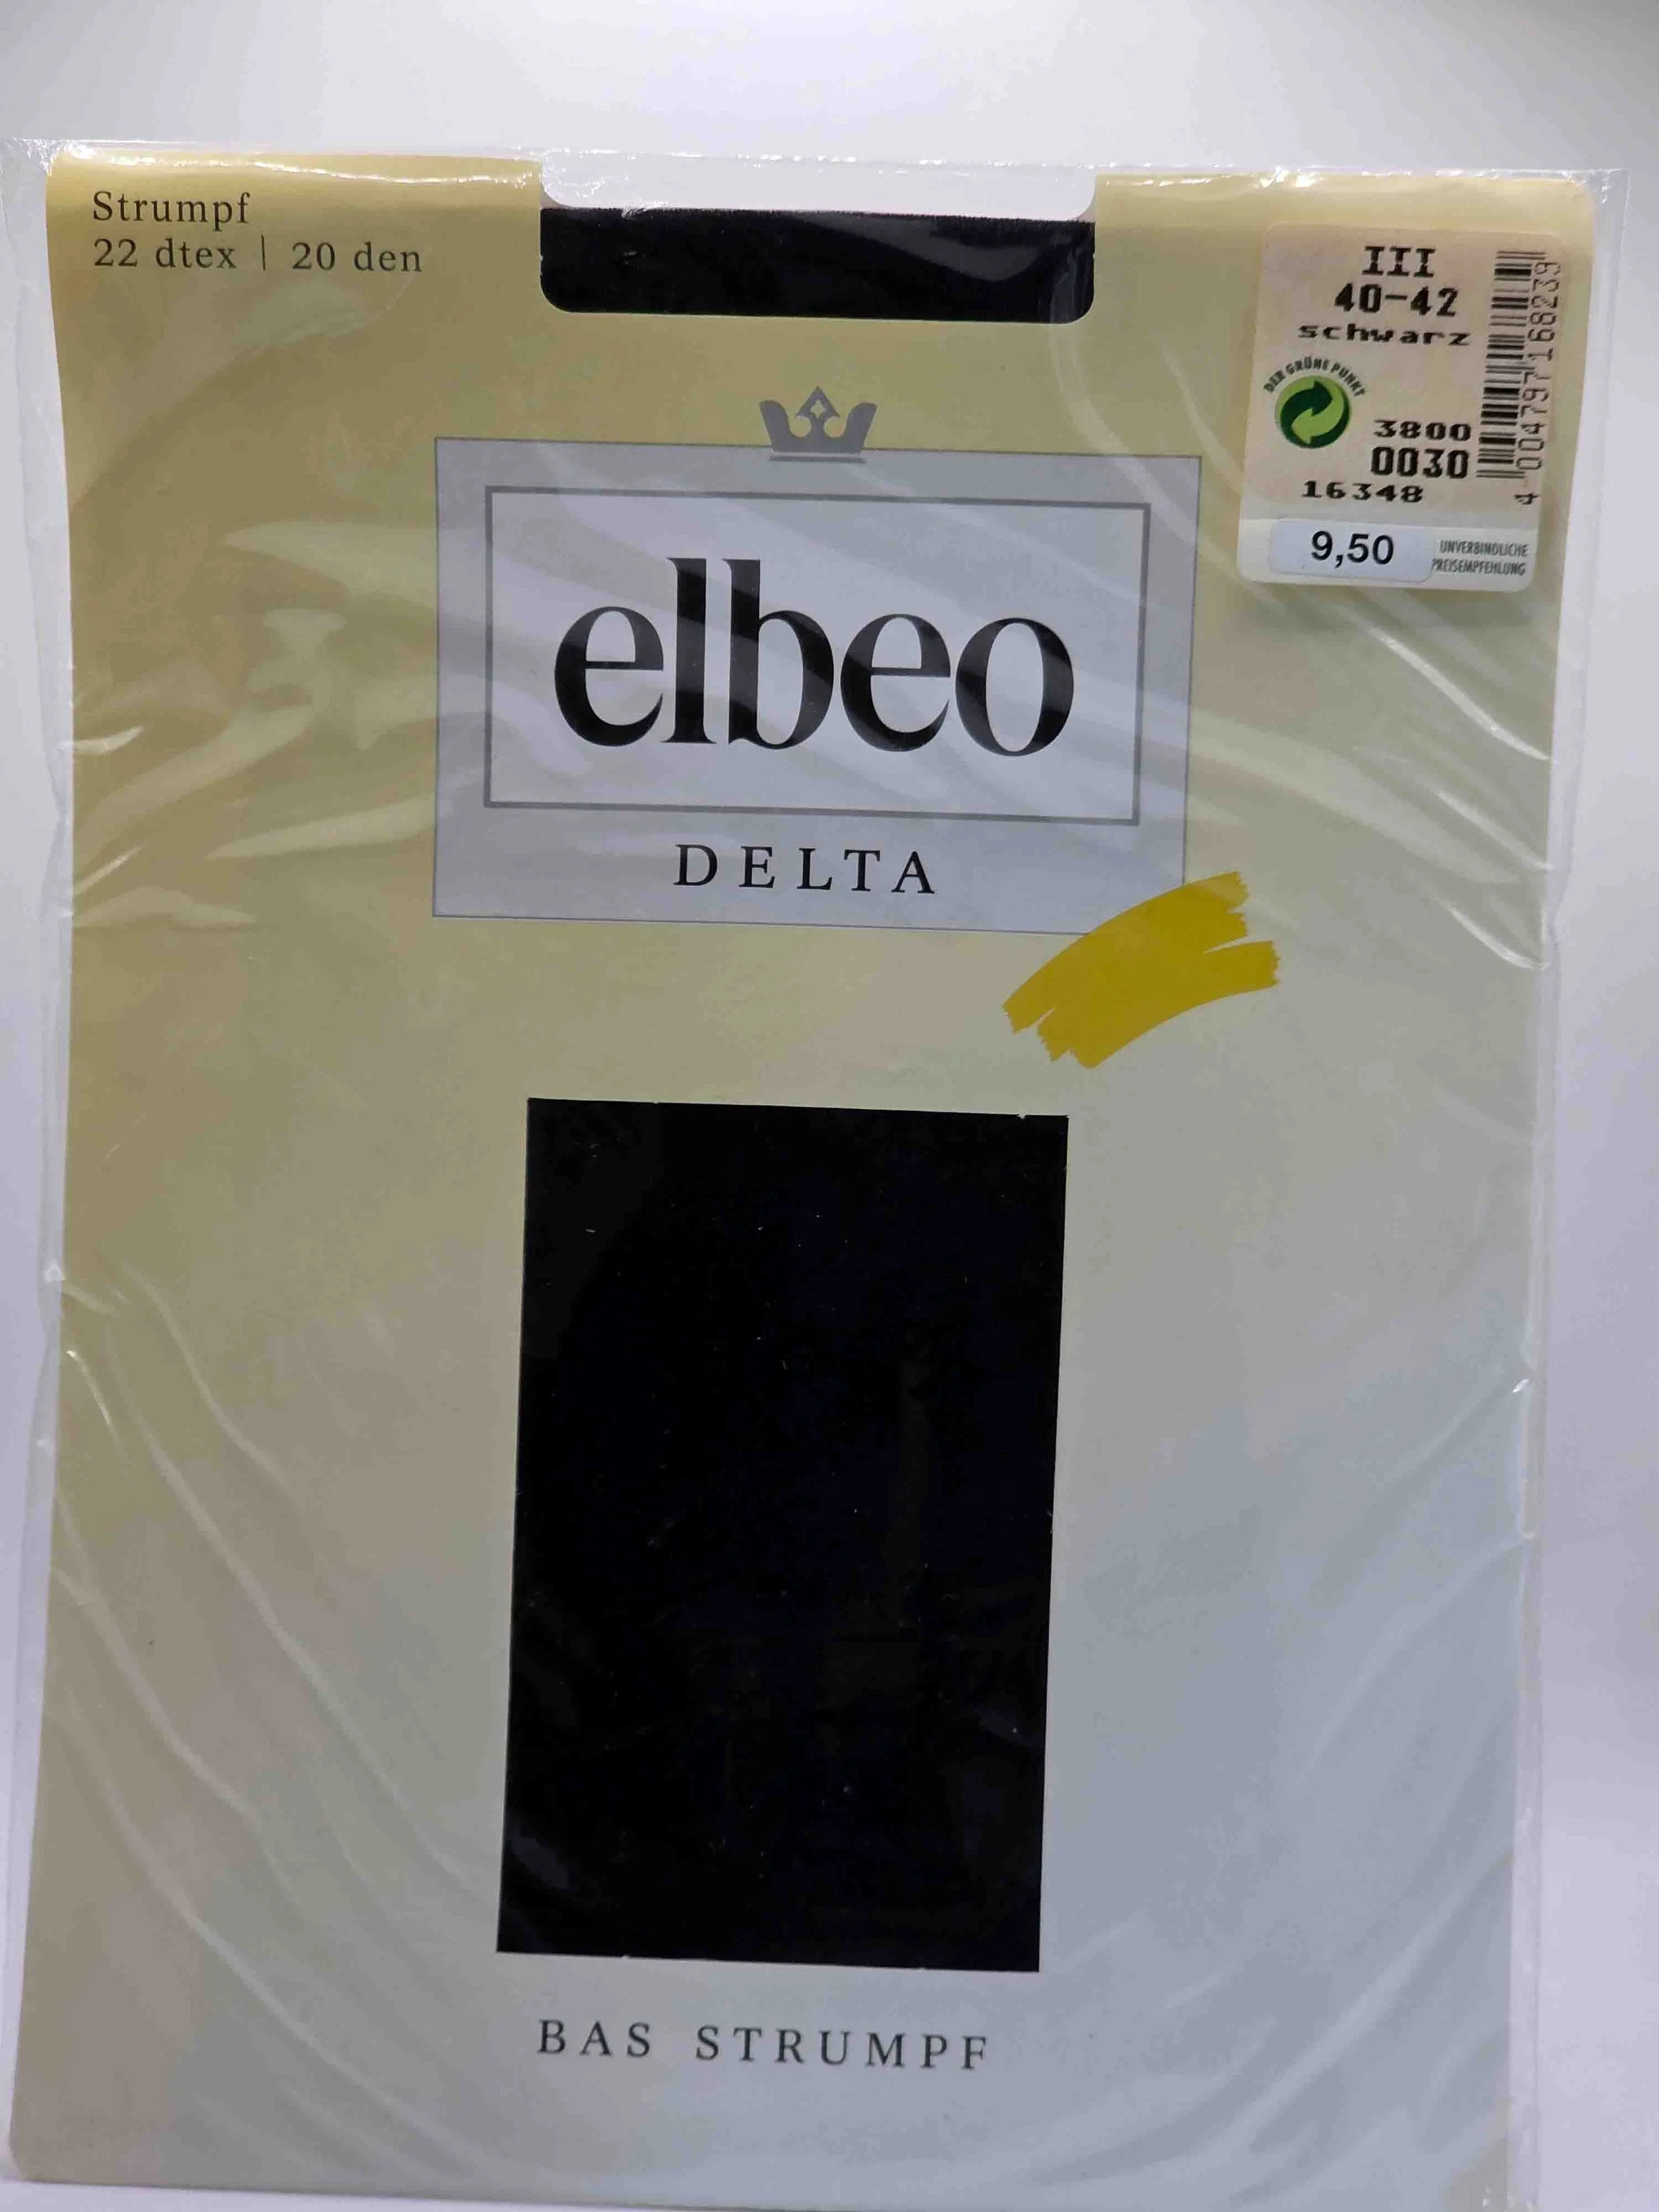 Strumpf
22 dtex | 20 den
III
40-42
schwarz
DER GRÜNE PUNKT
3800
0030
16348
4 004797 168239
9,50
UNVERBINDLICHE
PREISEMPFEHLUNG
elbeo
DELTA
BAS STRUMPF